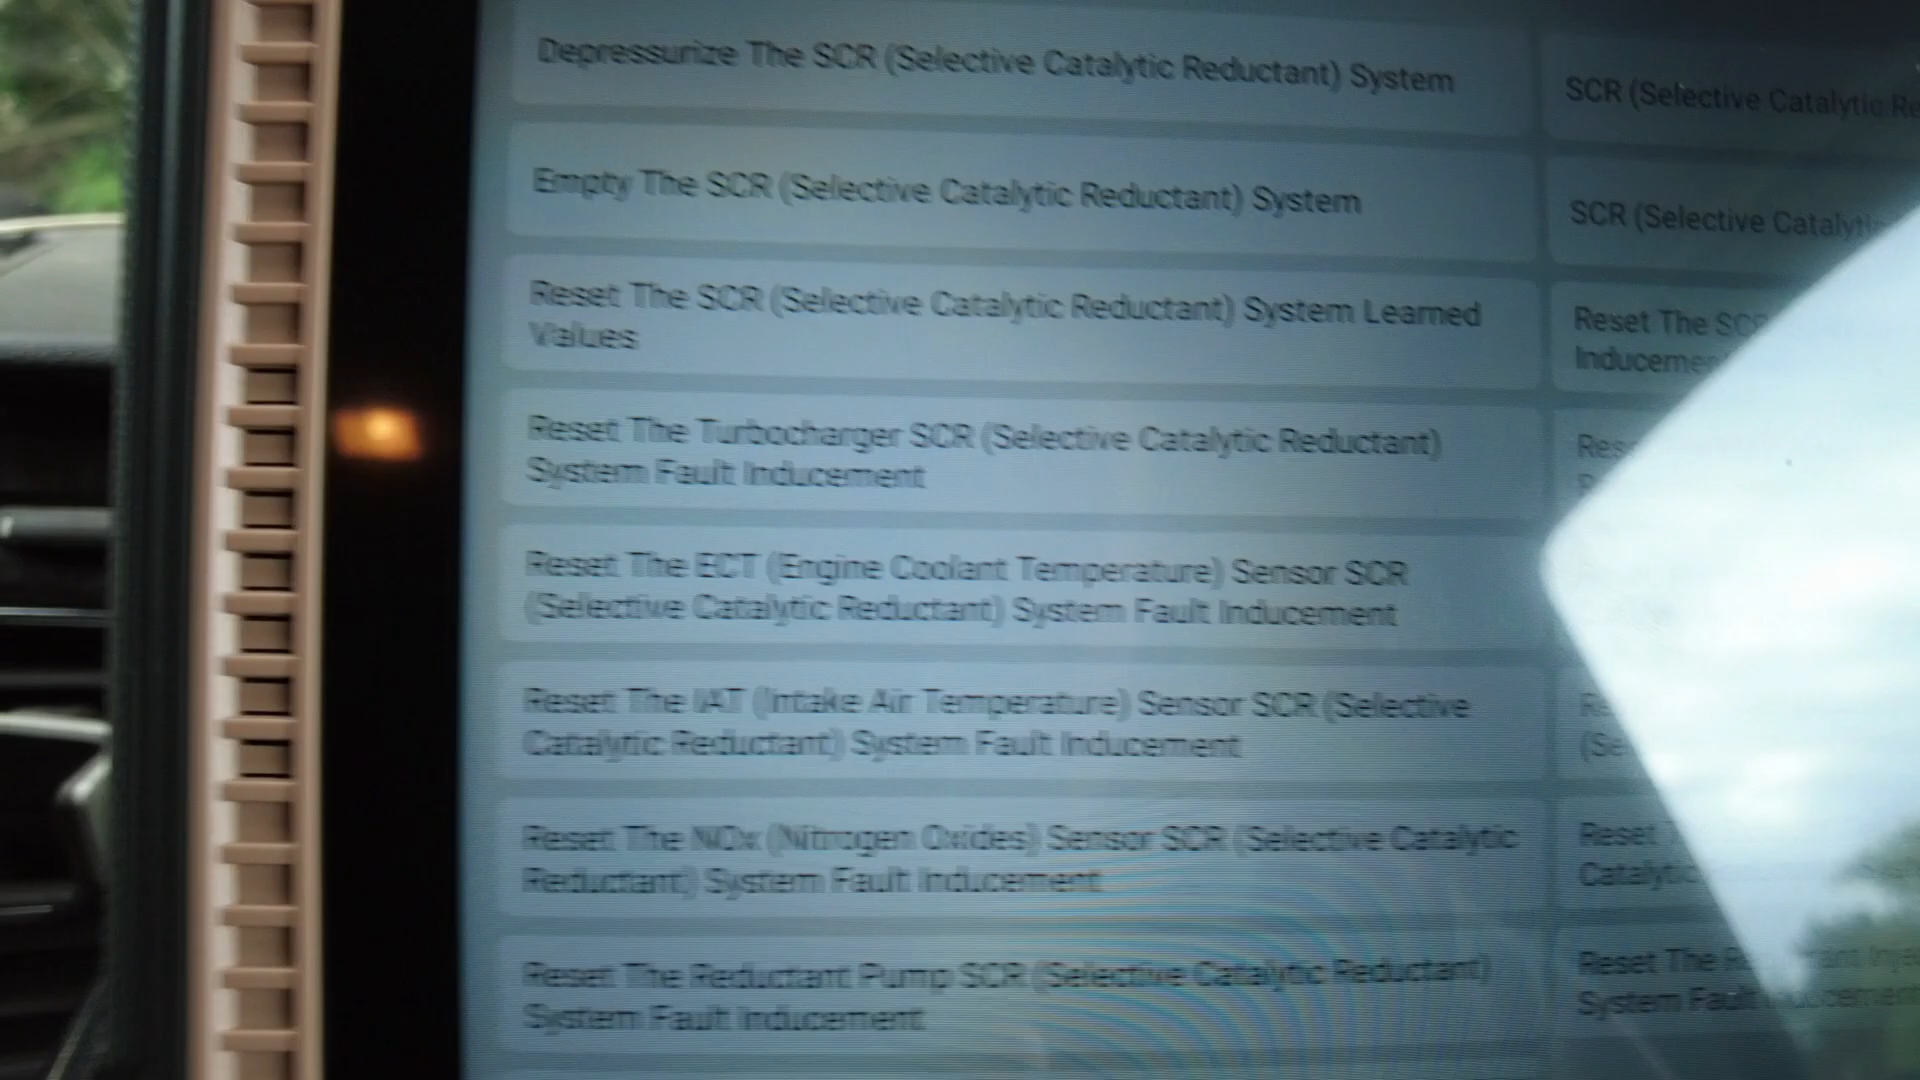 Depressurize The SCR (Selective Catalytic Reductant) System
SCR (Selective Catalytic
Empty The SCR (Selective Catalytic Reductant) System
SCR (Selective
Reset The SCR (Selective Catalytic Reductant) System Learned
Values
Reset The
Reset The Turbocharger SCR (Selective Catalytic Reductant)
System Fault Inducement
Reset The ECT (Engine Coolant Temperature) Sensor SCR
(Selective Catalytic Reductant) System Fault Inducement
Reset The IAT (Intake Air Temperature) Sensor SCR (Selective
Catalytic Reductant) System Fault Inducement
Reset The NOx (Nitrogen Oxides) Sensor SCR (Selective Catalytic
Reductant) System Fault Inducement
Reset
Reset The Reductant Pump SCR (Selective Catalytic Reductant)
System Fault Inducement
Reset The
System Fault